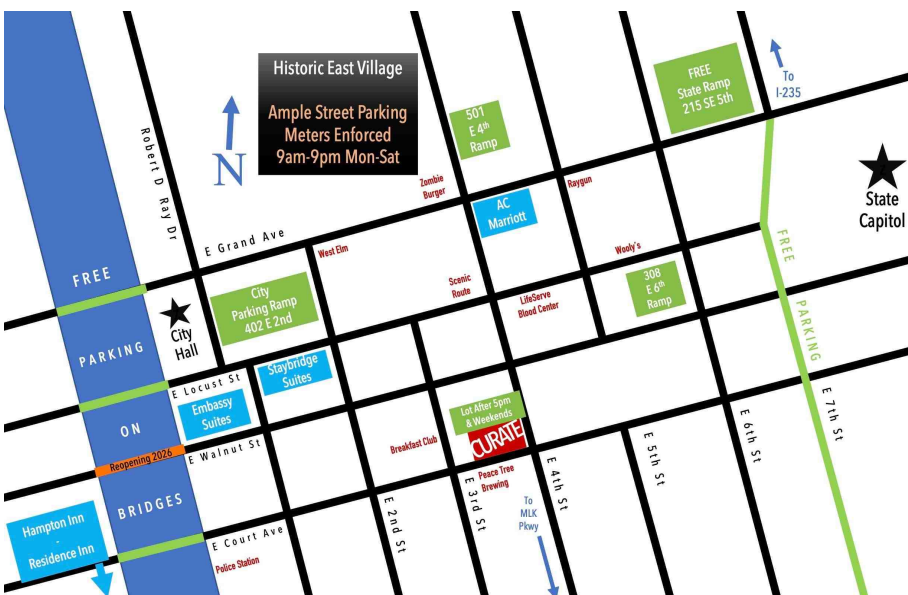 Historic East Village
Ample Street Parking
Meters Enforced
9am-9pm Mon-Sat
N
Robert D Ray Dr
501
E 4th
Ramp
FREE
State Ramp
215 SE 5th
To
I-235
State
Capitol
Zombie
Burger
AC
Marriott
Raygun
E Grand Ave
West Elm
Wooly's
FREE
City
Parking Ramp
402 E 2nd
Scenic
Route
LifeServe
Blood Center
308
E 6th
Ramp
FREE PARKING
City
Hall
PARKING
E Locust St
Staybridge
Suites
Embassy
Suites
Lot After 5pm
& Weekends
CURATE
ON
E Walnut St
Breakfast Club
Reopening 2026
Peace Tree
Brewing
E 7th St
E 6th St
E 5th St
E 4th St
E 3rd St
E 2nd St
To
MLK
Pkwy
BRIDGES
Hampton Inn
-
Residence Inn
E Court Ave
Police Station